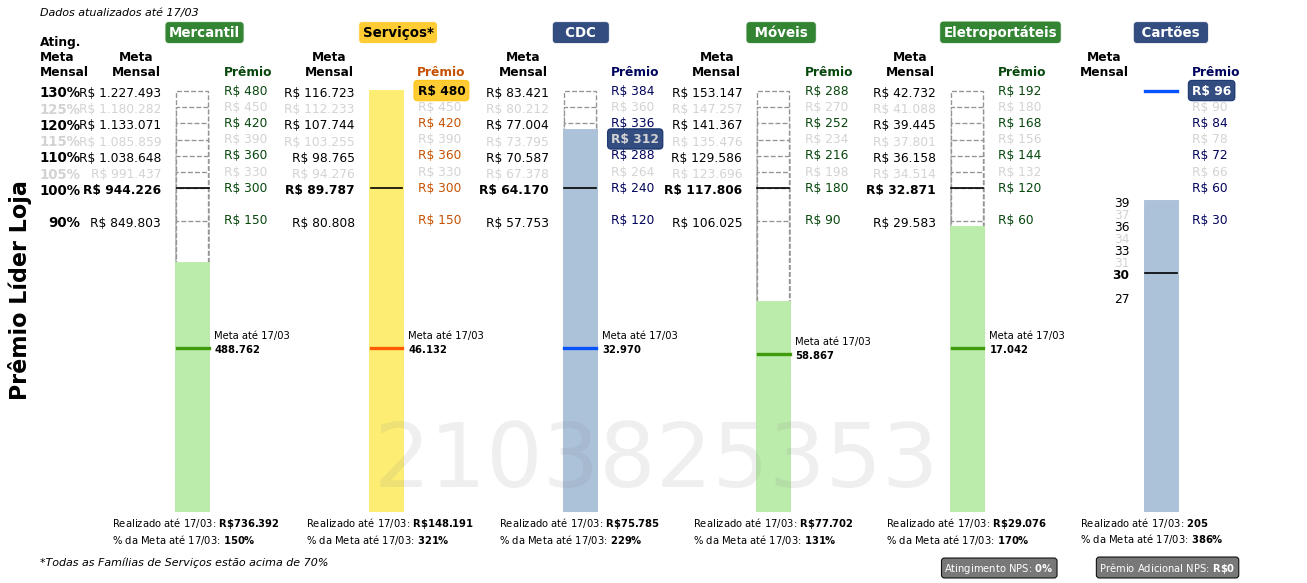 Dados atualizados até 17/03
Mercantil Serviços* CDC Móveis Eletroportáteis Cartões
Ating. Meta Mensal Meta Mensal Prêmio Meta Mensal Prêmio Meta Mensal Prêmio Meta Mensal Prêmio Meta Mensal Prêmio Meta Mensal Prêmio
130% R$ 1.227.493 R$ 480 R$ 116.723 R$ 480 R$ 83.421 R$ 384 R$ 153.147 R$ 288 R$ 42.732 R$ 192 R$ 96
125% R$ 1.180.282 R$ 450 R$ 112.233 R$ 450 R$ 80.212 R$ 360 R$ 147.257 R$ 270 R$ 41.088 R$ 180 R$ 90
120% R$ 1.133.071 R$ 420 R$ 107.744 R$ 420 R$ 77.004 R$ 336 R$ 141.367 R$ 252 R$ 39.445 R$ 168 R$ 84
115% R$ 1.085.859 R$ 390 R$ 103.255 R$ 390 R$ 73.795 R$ 312 R$ 135.476 R$ 234 R$ 37.801 R$ 156 R$ 78
110% R$ 1.038.648 R$ 360 R$ 98.765 R$ 360 R$ 70.587 R$ 288 R$ 129.586 R$ 216 R$ 36.158 R$ 144 R$ 72
105% R$ 991.437 R$ 330 R$ 94.276 R$ 330 R$ 67.378 R$ 264 R$ 123.696 R$ 198 R$ 34.514 R$ 132 R$ 66
100% R$ 944.226 R$ 300 R$ 89.787 R$ 300 R$ 64.170 R$ 240 R$ 117.806 R$ 180 R$ 32.871 R$ 120 R$ 60
90% R$ 849.803 R$ 150 R$ 80.808 R$ 150 R$ 57.753 R$ 120 R$ 106.025 R$ 90 R$ 29.583 R$ 60 R$ 30
39
37
36
34
33
31
30
27
Prêmio Líder Loja
Meta até 17/03 Meta até 17/03 Meta até 17/03 Meta até 17/03 Meta até 17/03
488.762 46.132 32.970 58.867 17.042
2103825353
Realizado até 17/03: R$736.392 Realizado até 17/03: R$148.191 Realizado até 17/03: R$75.785 Realizado até 17/03: R$77.702 Realizado até 17/03: R$29.076 Realizado até 17/03: 205
% da Meta até 17/03: 150% % da Meta até 17/03: 321% % da Meta até 17/03: 229% % da Meta até 17/03: 131% % da Meta até 17/03: 170% % da Meta até 17/03: 386%
*Todas as Famílias de Serviços estão acima de 70%
Atingimento NPS: 0% Prêmio Adicional NPS: R$0